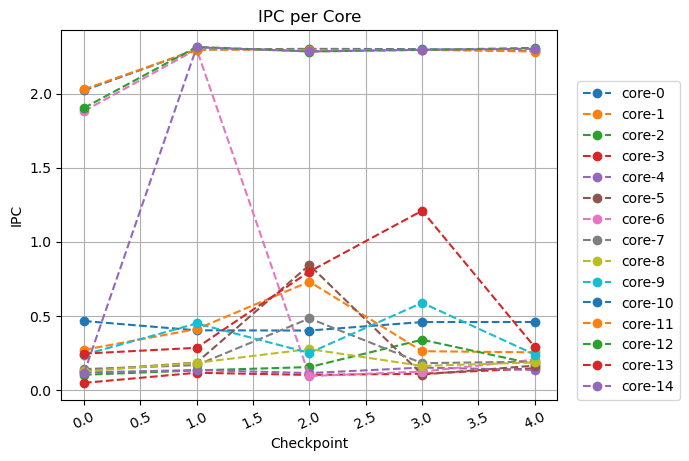 IPC per Core
IPC
2.0
1.5
1.0
0.5
0.0
0.0
0.5
1.0
1.5
2.0
2.5
3.0
3.5
4.0
Checkpoint
core-0
core-1
core-2
core-3
core-4
core-5
core-6
core-7
core-8
core-9
core-10
core-11
core-12
core-13
core-14